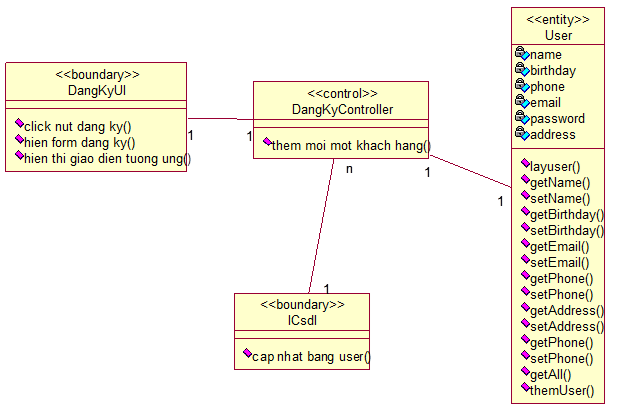 <<boundary>>
DangKyUI
click nut dang ky()
hien form dang ky()
hien thi giao dien tuong ung()
1
1
<<control>>
DangKyController
them moi mot khach hang()
n
1
1
1
<<boundary>>
ICsdl
cap nhat bang user()
<<entity>>
User
name
birthday
phone
email
password
address
layuser()
getName()
setName()
getBirthday()
setBirthday()
getEmail()
setEmail()
getPhone()
setPhone()
getAddress()
setAddress()
getPhone()
setPhone()
getAll()
themUser()